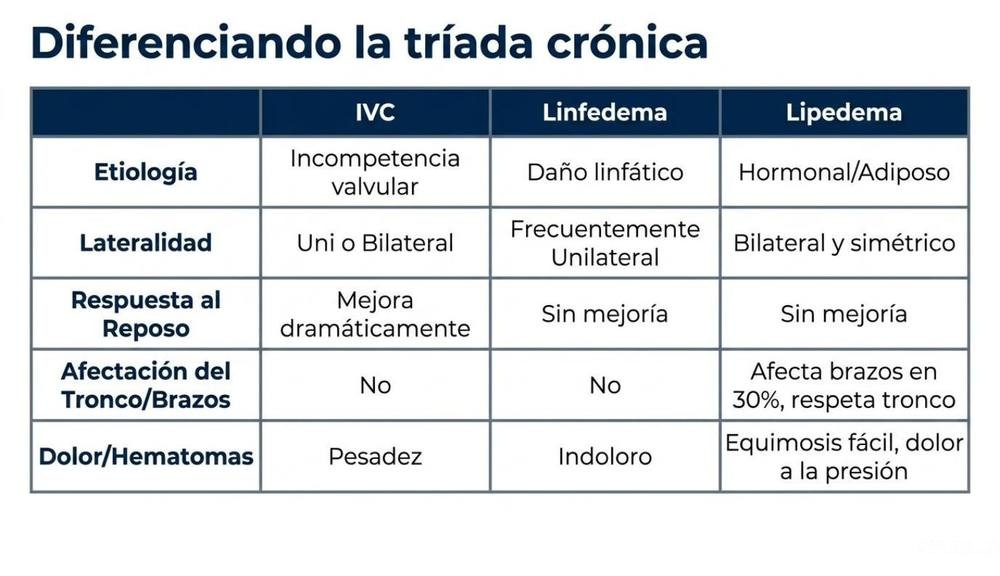 Diferenciando la tríada crónica
IVC
Linfedema
Lipedema
Etiología
Incompetencia
valvular
Daño linfático
Hormonal/Adiposo
Lateralidad
Uni o Bilateral
Frecuentemente
Unilateral
Bilateral y simétrico
Respuesta al
Reposo
Mejora
dramáticamente
Sin mejoría
Sin mejoría
Afectación del
Tronco/Brazos
No
No
Afecta brazos en
30%, respeta tronco
Dolor/Hematomas
Pesadez
Indoloro
Equimosis fácil, dolor
a la presión